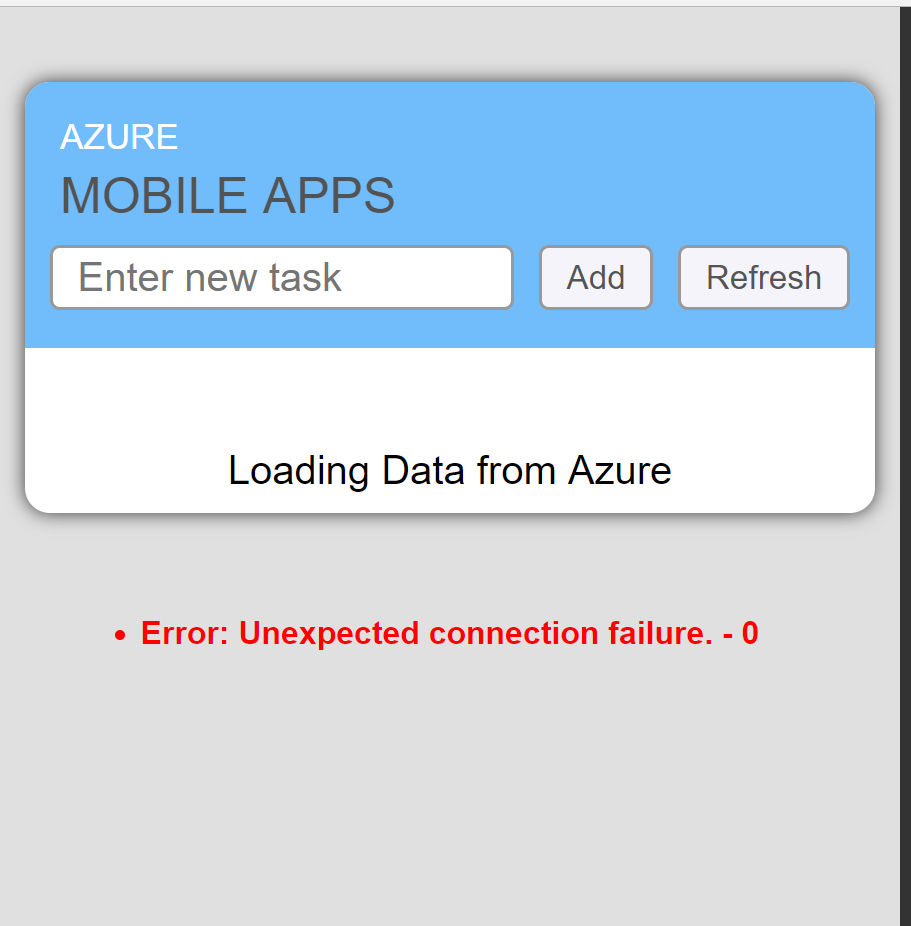 AZURE
MOBILE APPS
Enter new task
Add
Refresh
Loading Data from Azure
• Error: Unexpected connection failure. - 0